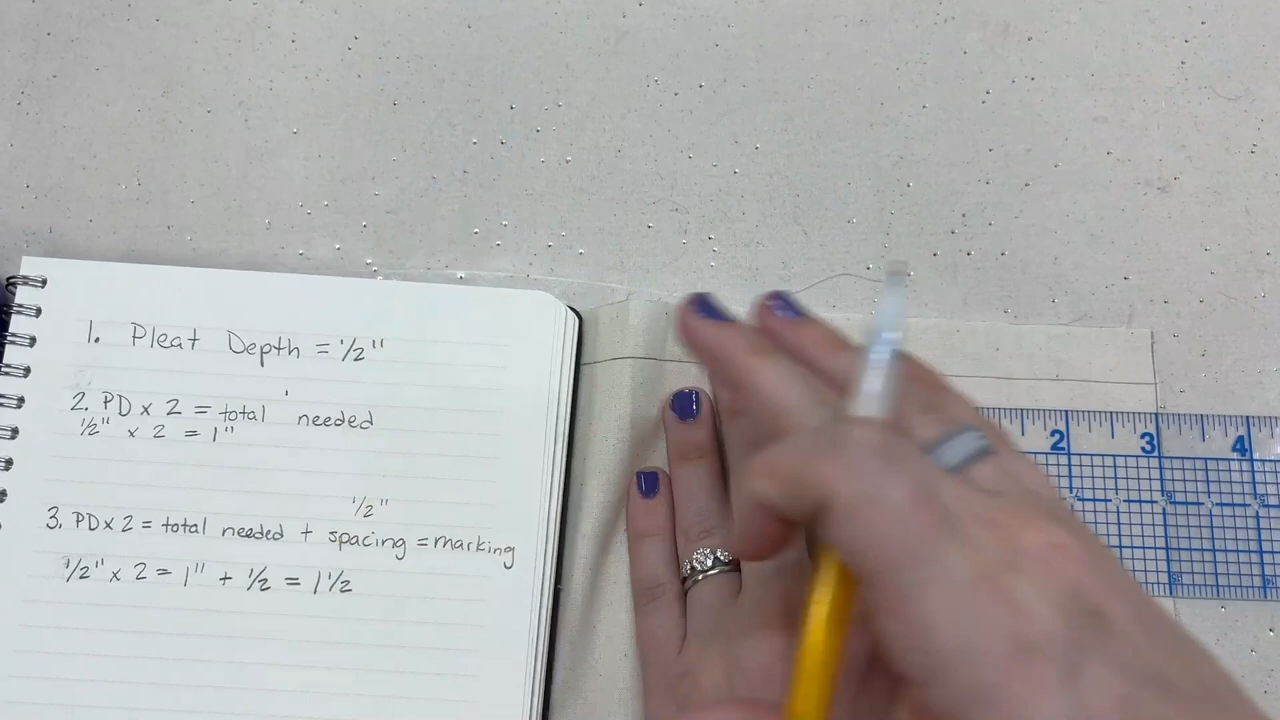 1. Pleat Depth = 1/2"
2. PD x 2 = total needed
1/2" x 2 = 1"
1/2"
3. PD x 2 = total needed + spacing = marking
1/2" x 2 = 1" + 1/2 = 1 1/2
2 3 4